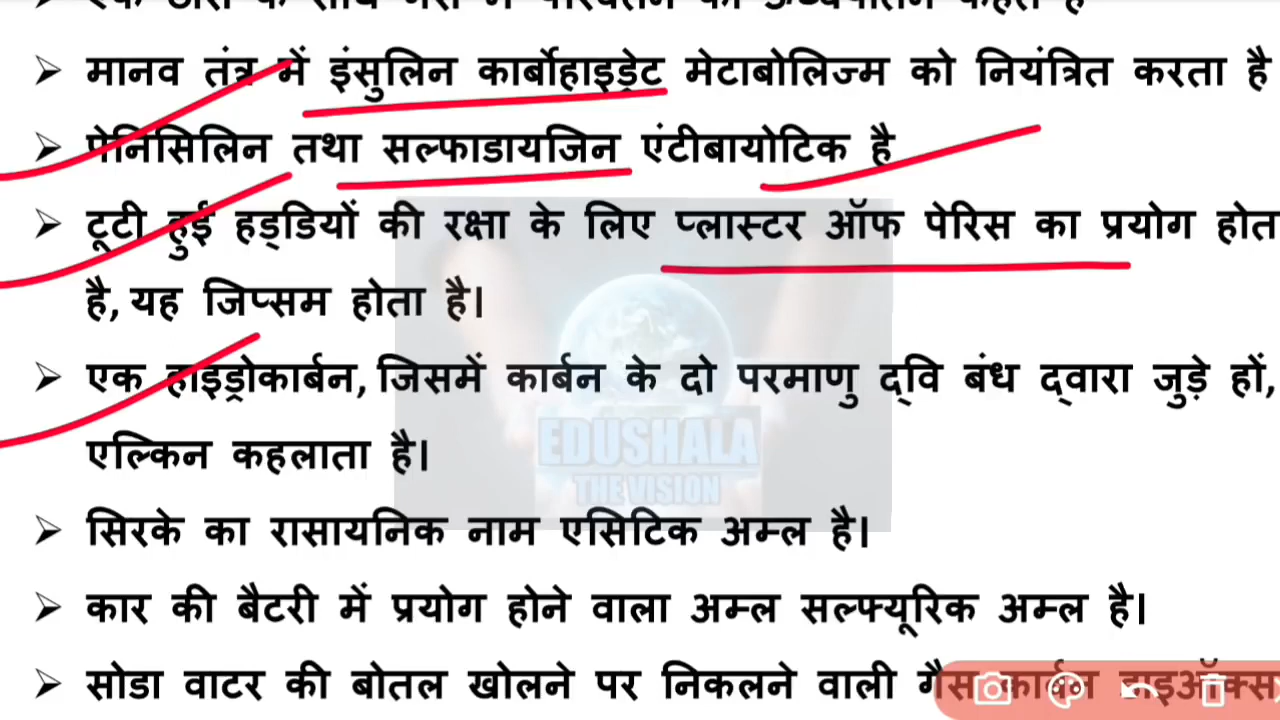 ➢ मानव तंत्र में इंसुलिन कार्बोहाइड्रेट मेटाबोलिज्म को नियंत्रित करता है
➢ पेनिसिलिन तथा सल्फाडायजिन एंटीबायोटिक है
➢ टूटी हुई हड्डियों की रक्षा के लिए प्लास्टर ऑफ पेरिस का प्रयोग होत
है, यह जिप्सम होता है।
➢ एक हाइड्रोकार्बन, जिसमें कार्बन के दो परमाणु द्वि बंध द्वारा जुड़े हों,
एल्किन कहलाता है।
EDUSHALA
THE VISION
➢ सिरके का रासायनिक नाम एसिटिक अम्ल है।
➢ कार की बैटरी में प्रयोग होने वाला अम्ल सल्फ्यूरिक अम्ल है।
➢ सोडा वाटर की बोतल खोलने पर निकलने वाली गैस कार्बन डाइऑक्स